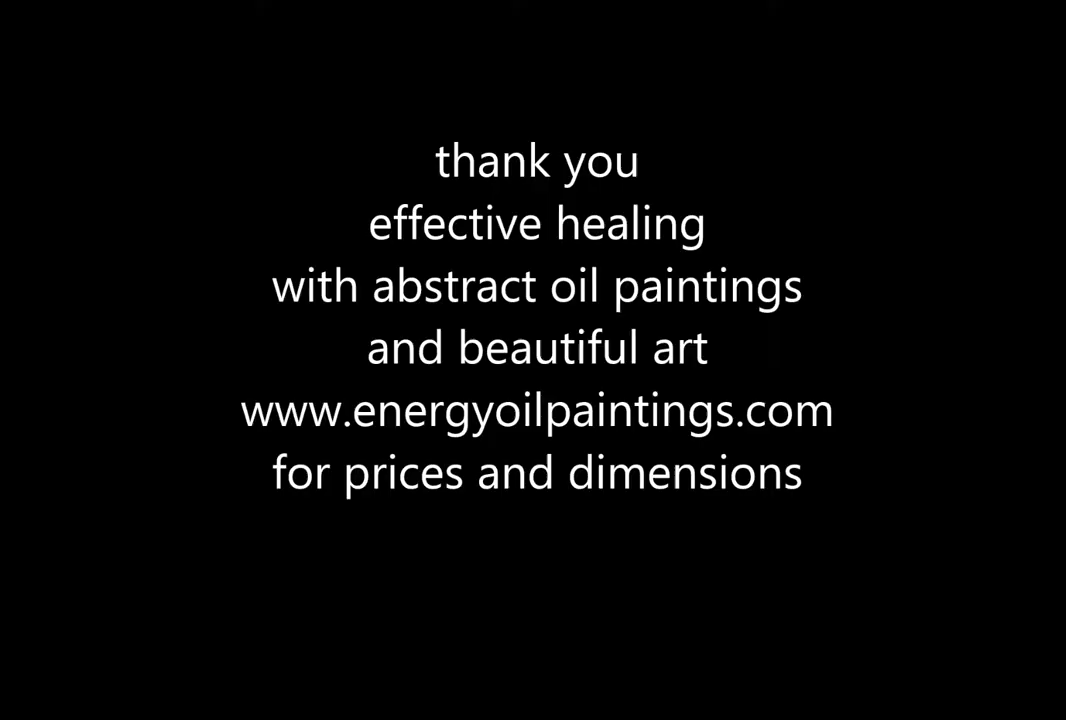 thank you
effective healing
with abstract oil paintings
and beautiful art
www.energyoilpaintings.com
for prices and dimensions